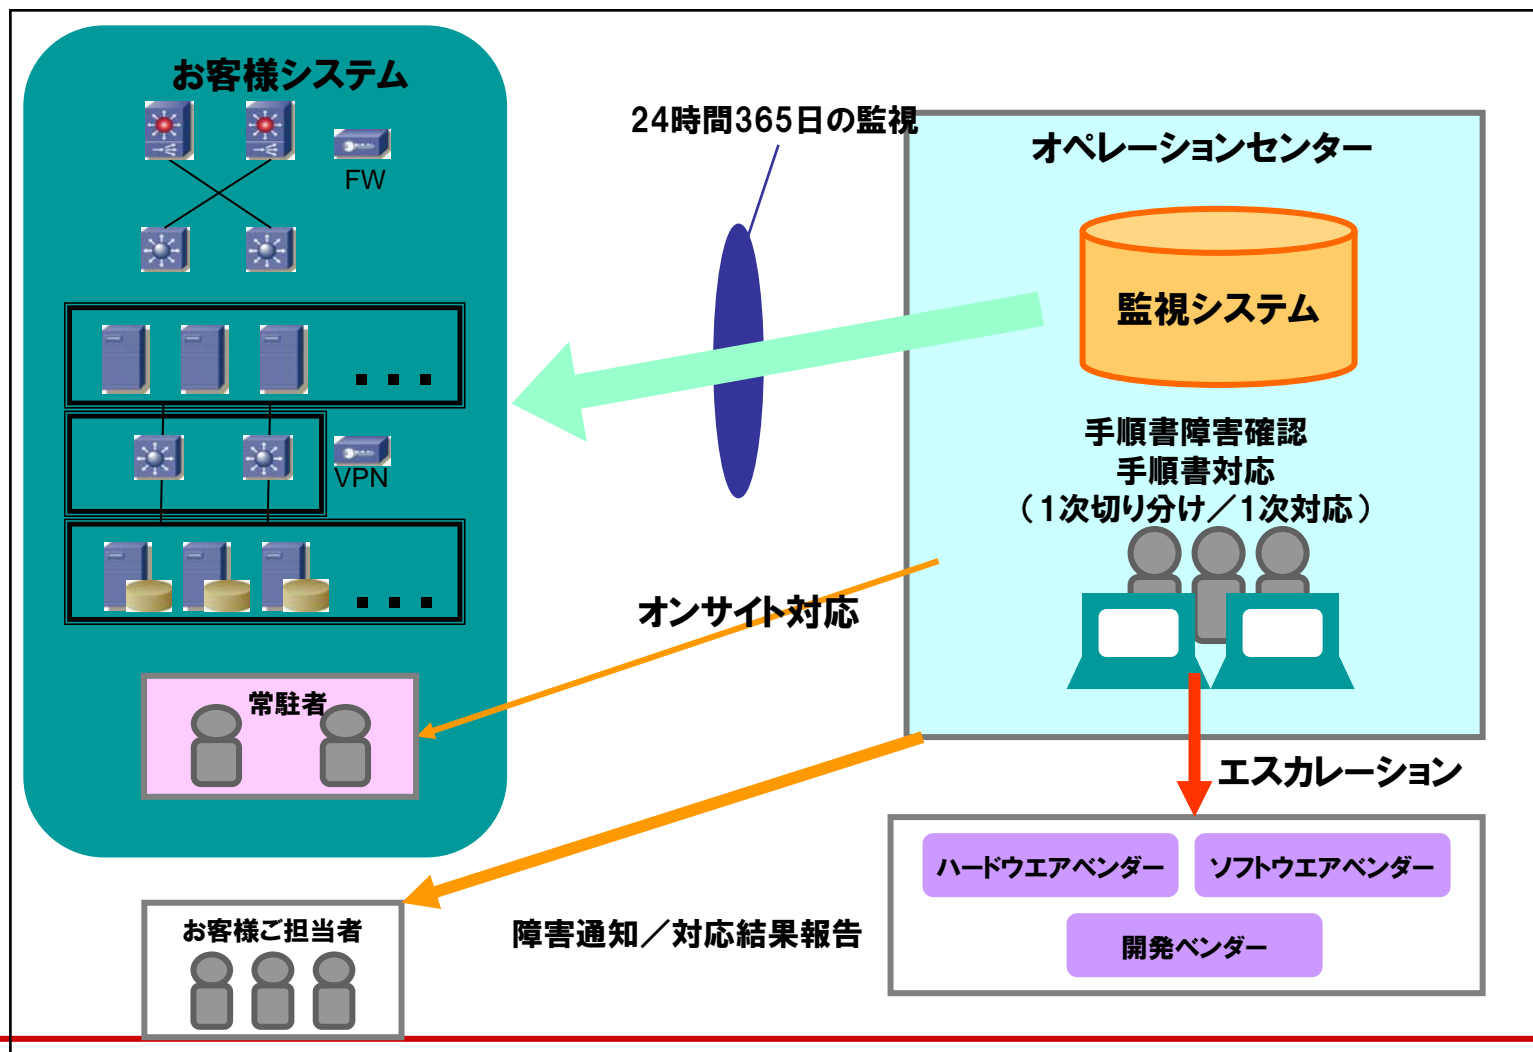 お客様システム
FW
VPN
常駐者
お客様ご担当者
24時間365日の監視
オンサイト対応
障害通知／対応結果報告
オペレーションセンター
監視システム
手順書障害確認
手順書対応
（1次切り分け／1次対応）
エスカレーション
ハードウエアベンダー
ソフトウエアベンダー
開発ベンダー